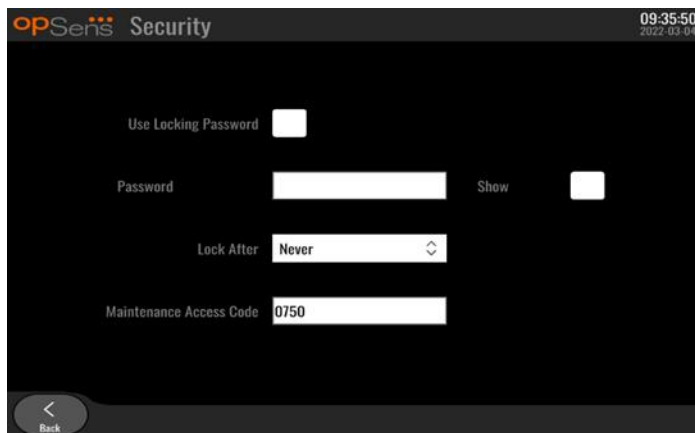 opSens Security
09:35:50
2022-03-04
Use Locking Password
Password Show
Lock After Never
Maintenance Access Code 0750
Back